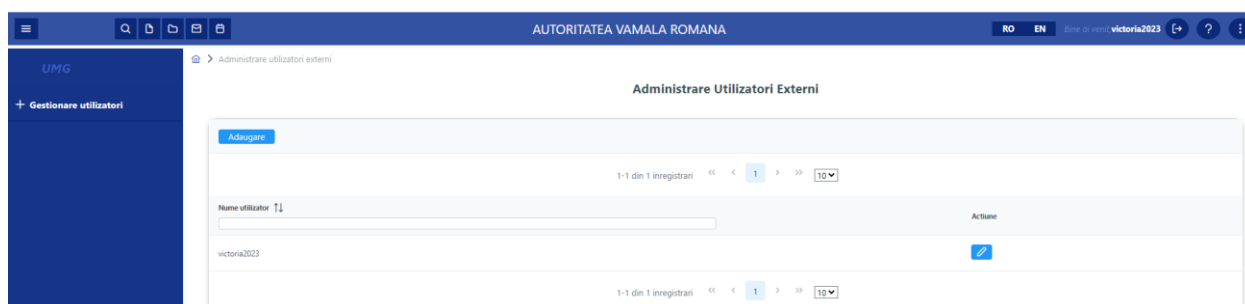 AUTORITATEA VAMALA ROMANA
RO EN Bine ai venit, victoria2023
UMG
Administrare utilizatori externi
+ Gestionare utilizatori
Administrare Utilizatori Externi
Adaugare
1-1 din 1 inregistrari << < 1 > >> 10
Nume utilizator
Actiune
victoria2023
1-1 din 1 inregistrari << < 1 > >> 10